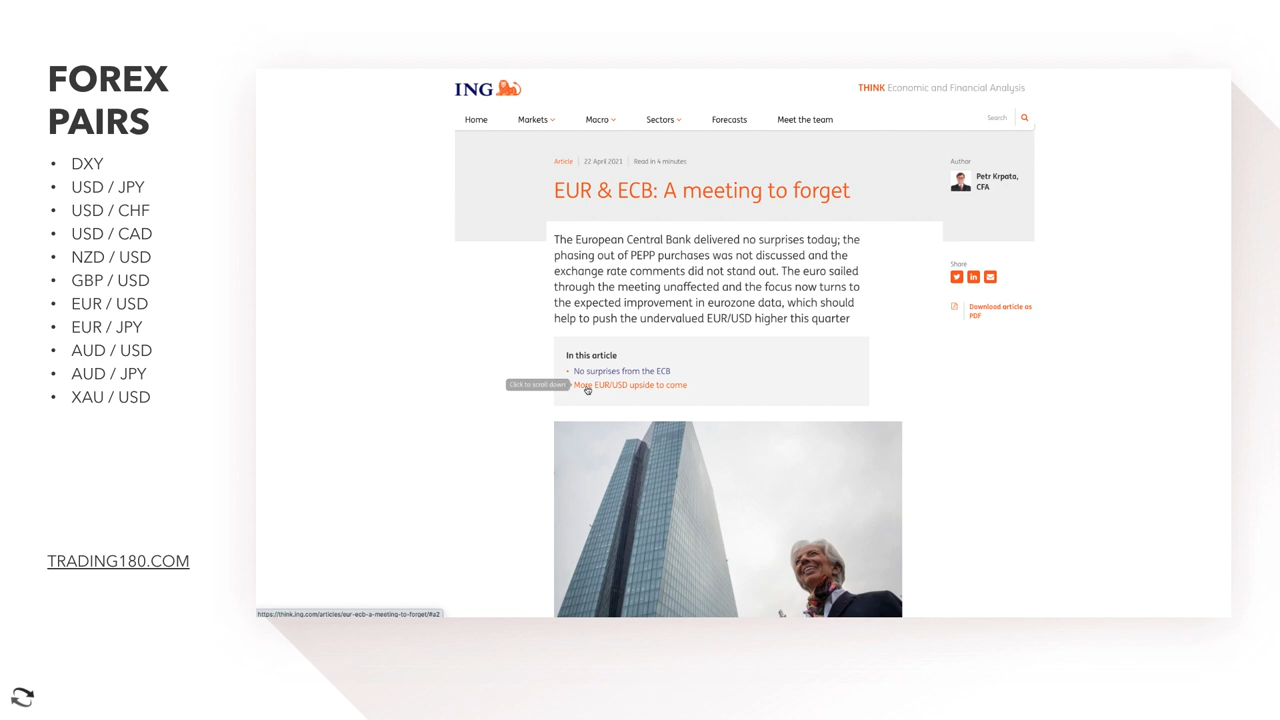 FOREX
PAIRS
• DXY
• USD / JPY
• USD / CHF
• USD / CAD
• NZD / USD
• GBP / USD
• EUR / USD
• EUR / JPY
• AUD / USD
• AUD / JPY
• XAU / USD
TRADING180.COM
ING
THINK Economic and Financial Analysis
Home Markets Macro Sectors Forecasts Meet the team Search
Article | 22 April 2021 | Read in 4 minutes
EUR & ECB: A meeting to forget
Author
Petr Krpata,
CFA
The European Central Bank delivered no surprises today; the
phasing out of PEPP purchases was not discussed and the
exchange rate comments did not stand out. The euro sailed
through the meeting unaffected and the focus now turns to
the expected improvement in eurozone data, which should
help to push the undervalued EUR/USD higher this quarter
Share
Download article as
PDF
In this article
• No surprises from the ECB
Click to scroll down
More EUR/USD upside to come
https://think.ing.com/articles/eur-ecb-a-meeting-to-forget/#a2